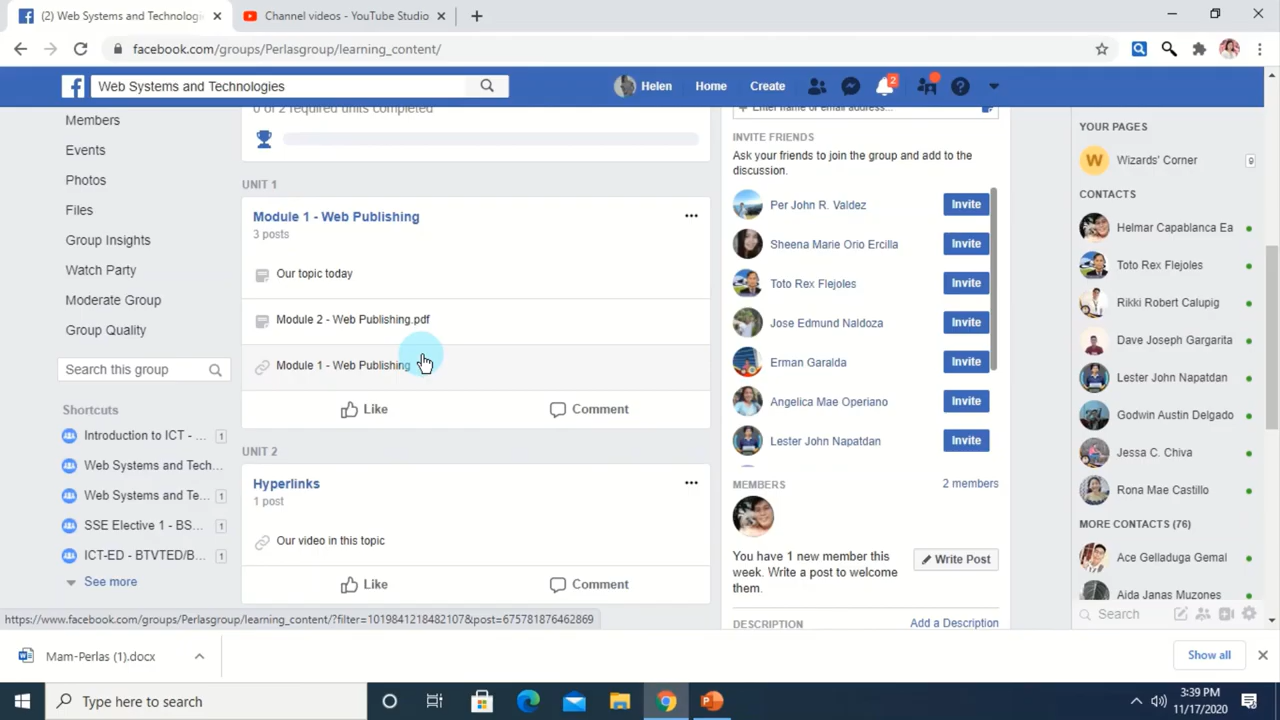 (2) Web Systems and Technologi
Channel videos - YouTube Studio
facebook.com/groups/Perlasgroup/learning_content/
Web Systems and Technologies
Helen
Home
Create
2
Members
Events
Photos
Files
Group Insights
Watch Party
Moderate Group
Group Quality
Search this group
Shortcuts
Introduction to ICT - ... 1
Web Systems and Tech...
Web Systems and Te... 1
SSE Elective 1 - BS... 1
ICT-ED - BTVTED/B... 1
See more
0 of 2 required units completed
UNIT 1
Module 1 - Web Publishing
3 posts
Our topic today
Module 2 - Web Publishing.pdf
Module 1 - Web Publishing
Like
Comment
UNIT 2
Hyperlinks
1 post
Our video in this topic
Like
Comment
Enter name or email address...
INVITE FRIENDS
Ask your friends to join the group and add to the
discussion.
Per John R. Valdez Invite
Sheena Marie Orio Ercilla Invite
Toto Rex Flejoles Invite
Jose Edmund Naldoza Invite
Erman Garalda Invite
Angelica Mae Operiano Invite
Lester John Napatdan Invite
MEMBERS
2 members
You have 1 new member this
week. Write a post to welcome
them.
Write Post
DESCRIPTION
Add a Description
YOUR PAGES
W Wizards' Corner 9
CONTACTS
Helmar Capablanca Ea
Toto Rex Flejoles
Rikki Robert Calupig
Dave Joseph Gargarita
Lester John Napatdan
Godwin Austin Delgado
Jessa C. Chiva
Rona Mae Castillo
MORE CONTACTS (76)
Ace Gelladuga Gemal
Aida Janas Muzones
Search
https://www.facebook.com/groups/Perlasgroup/learning_content/?filter=1019841218482107&post=675781876462869
Mam-Perlas (1).docx
Show all
Type here to search
3:39 PM
11/17/2020